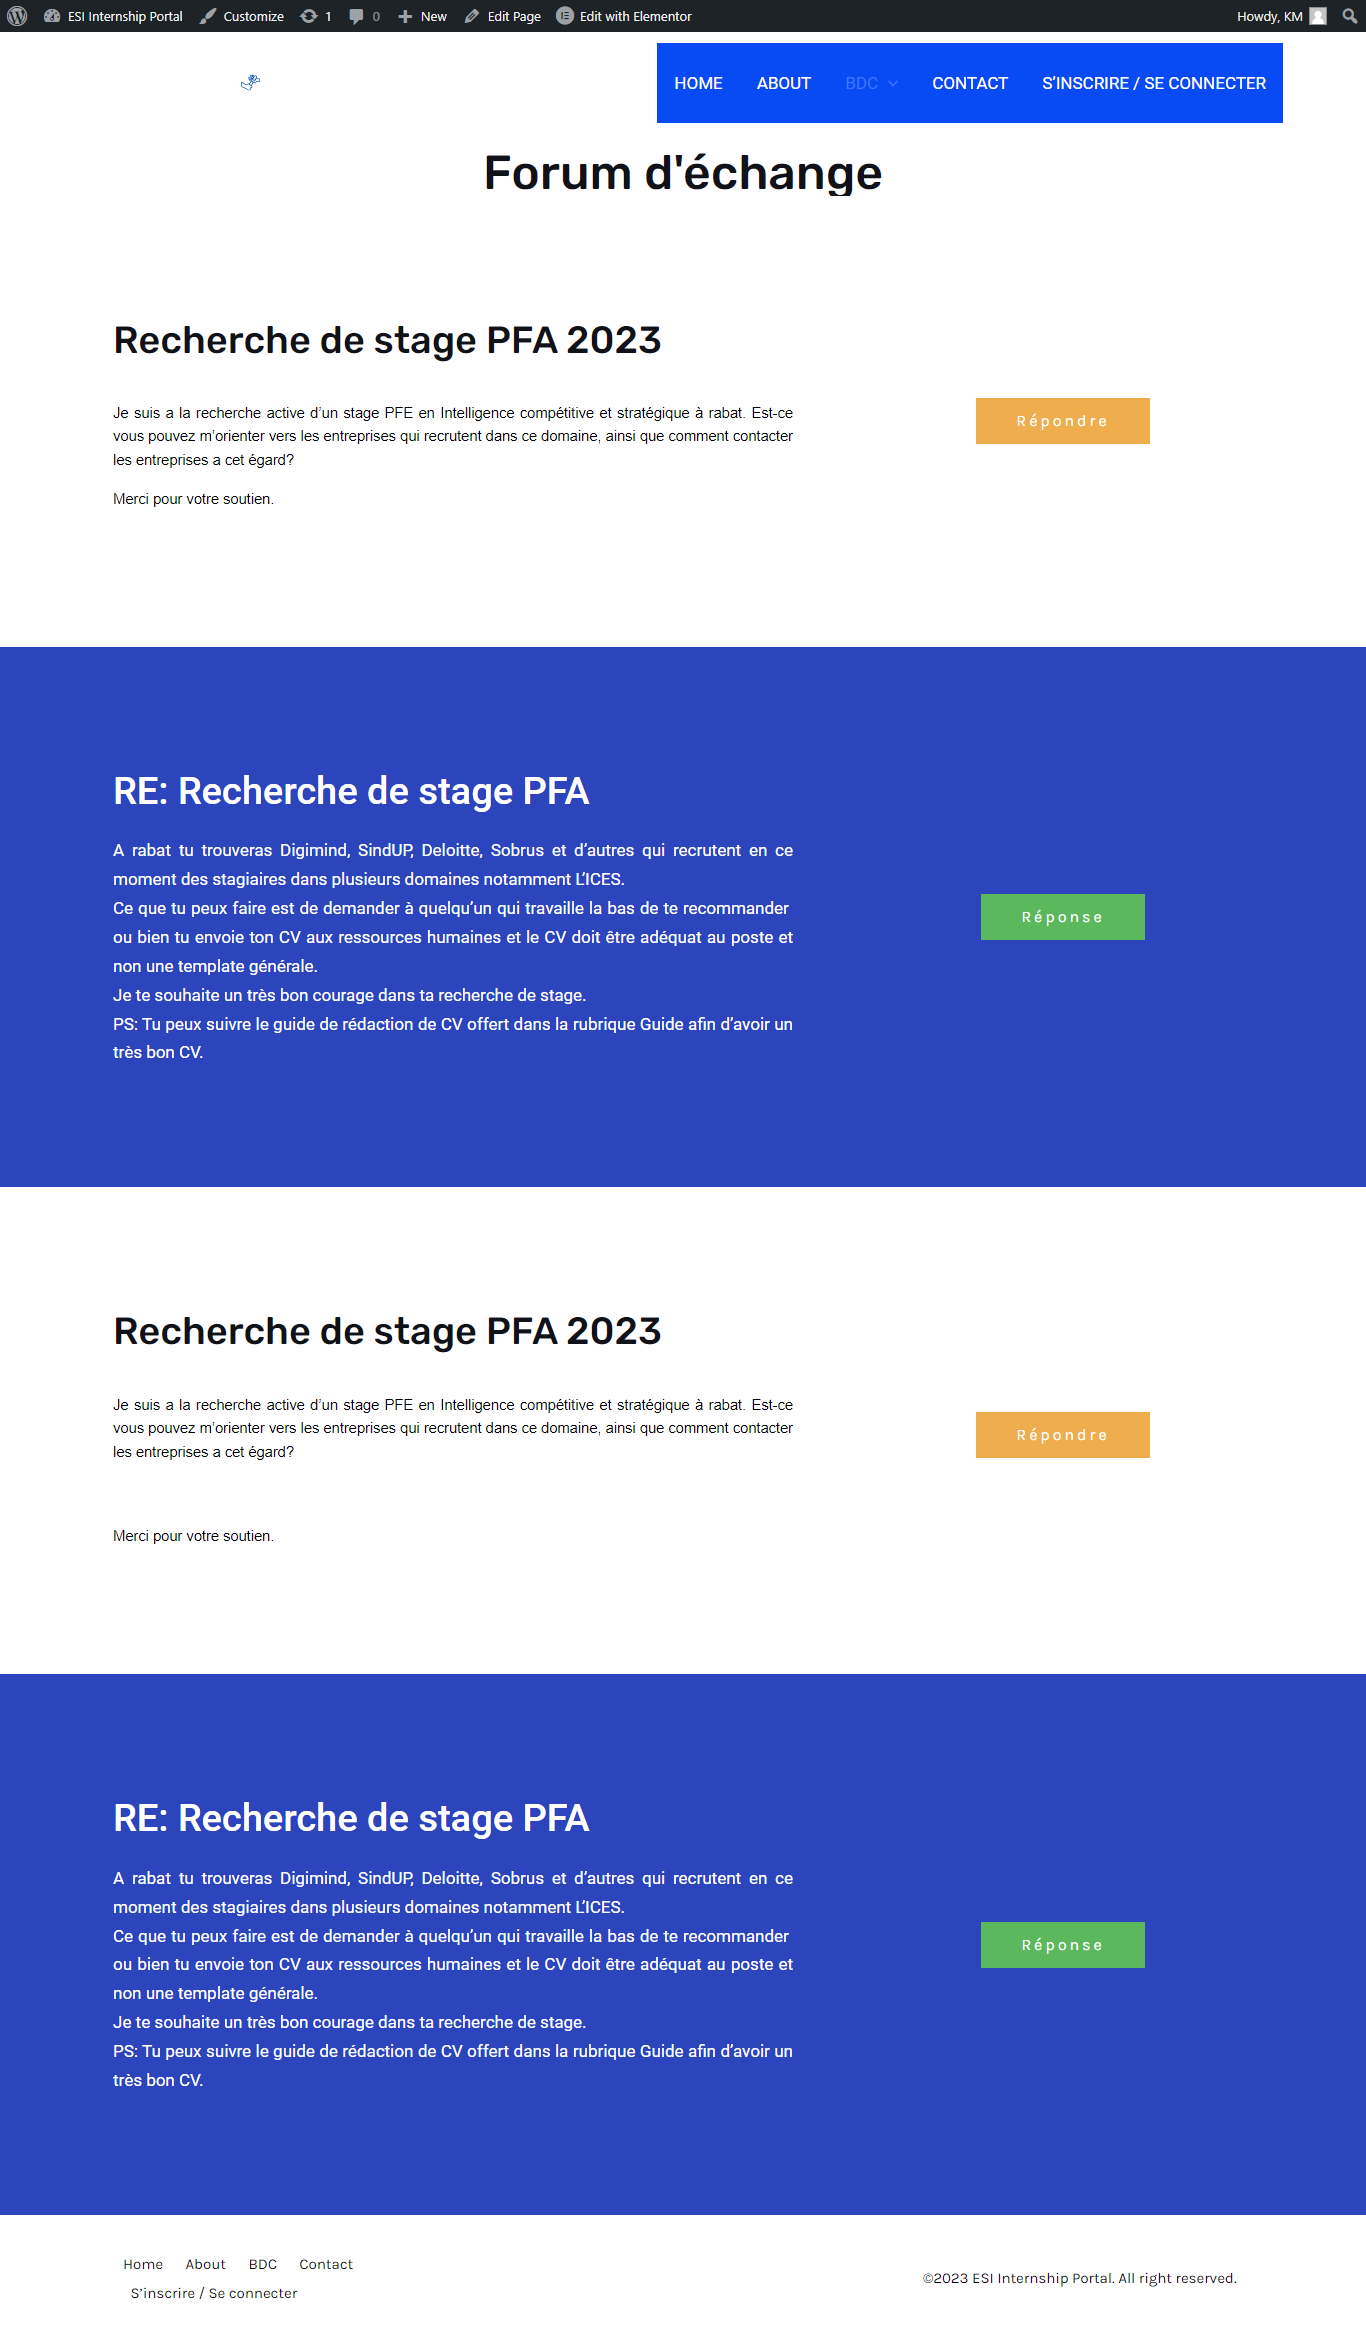 ESI Internship Portal Customize 1 0 New Edit Page Edit with Elementor Howdy, KM
HOME ABOUT BDC CONTACT S'INSCRIRE / SE CONNECTER
Forum d'échange
Recherche de stage PFA 2023
Je suis a la recherche active d’un stage PFE en Intelligence compétitive et stratégique à rabat. Est-ce
vous pouvez m’orienter vers les entreprises qui recrutent dans ce domaine, ainsi que comment contacter
les entreprises a cet égard?
Répondre
Merci pour votre soutien.
RE: Recherche de stage PFA
A rabat tu trouveras Digimind, SindUP, Deloitte, Sobrus et d’autres qui recrutent en ce
moment des stagiaires dans plusieurs domaines notamment L’ICES.
Ce que tu peux faire est de demander à quelqu’un qui travaille la bas de te recommander
ou bien tu envoie ton CV aux ressources humaines et le CV doit être adéquat au poste et
non une template générale.
Je te souhaite un très bon courage dans ta recherche de stage.
PS: Tu peux suivre le guide de rédaction de CV offert dans la rubrique Guide afin d’avoir un
très bon CV.
Réponse
Recherche de stage PFA 2023
Je suis a la recherche active d’un stage PFE en Intelligence compétitive et stratégique à rabat. Est-ce
vous pouvez m’orienter vers les entreprises qui recrutent dans ce domaine, ainsi que comment contacter
les entreprises a cet égard?
Répondre
Merci pour votre soutien.
RE: Recherche de stage PFA
A rabat tu trouveras Digimind, SindUP, Deloitte, Sobrus et d’autres qui recrutent en ce
moment des stagiaires dans plusieurs domaines notamment L’ICES.
Ce que tu peux faire est de demander à quelqu’un qui travaille la bas de te recommander
ou bien tu envoie ton CV aux ressources humaines et le CV doit être adéquat au poste et
non une template générale.
Je te souhaite un très bon courage dans ta recherche de stage.
PS: Tu peux suivre le guide de rédaction de CV offert dans la rubrique Guide afin d’avoir un
très bon CV.
Réponse
Home About BDC Contact
S’inscrire / Se connecter
©2023 ESI Internship Portal. All right reserved.